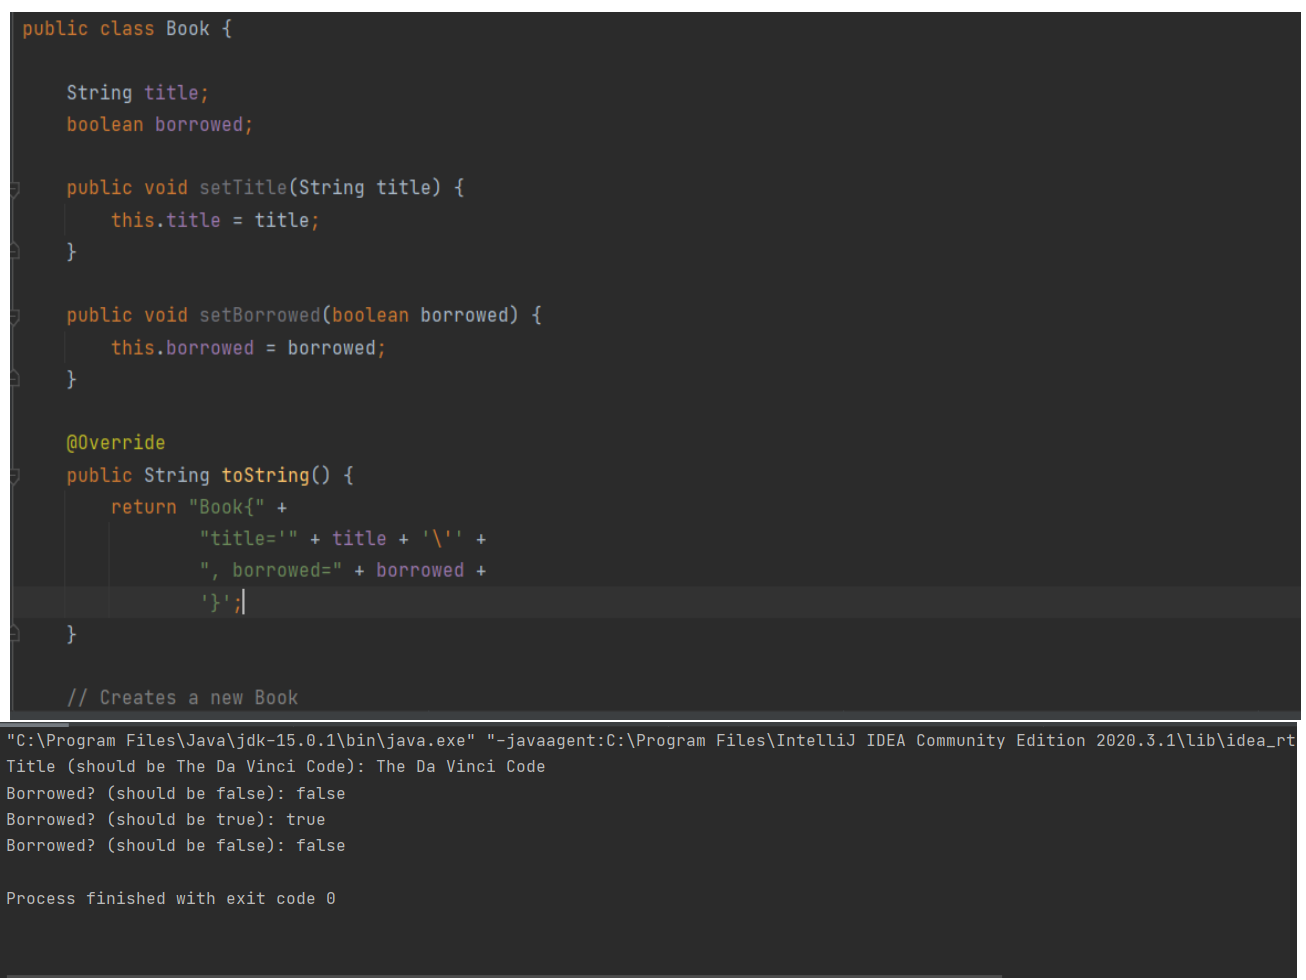 public class Book {
String title;
boolean borrowed;
public void setTitle(String title) {
this.title = title;
}
public void setBorrowed(boolean borrowed) {
this.borrowed = borrowed;
}
@Override
public String toString() {
return "Book{" +
"title='" + title + '\'' +
", borrowed=" + borrowed +
'}';
}
// Creates a new Book
"C:\Program Files\Java\jdk-15.0.1\bin\java.exe" "-javaagent:C:\Program Files\IntelliJ IDEA Community Edition 2020.3.1\lib\idea_rt
Title (should be The Da Vinci Code): The Da Vinci Code
Borrowed? (should be false): false
Borrowed? (should be true): true
Borrowed? (should be false): false
Process finished with exit code 0